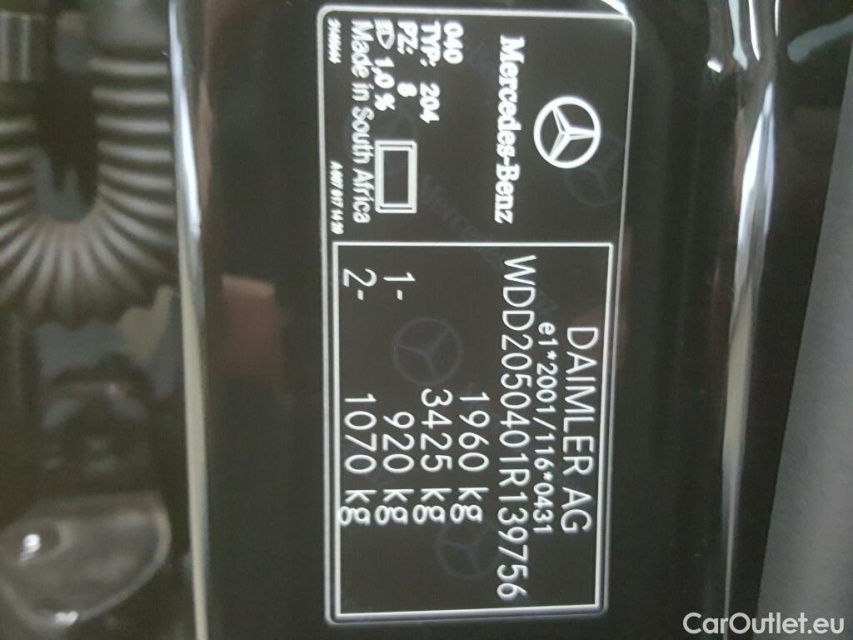 Mercedes-Benz
040
TYP: 204
PZ: 8
1,0 %
Made in South Africa
DAIMLER AG
e1*2001/116*0431
WDD2050401R139756
1960 kg
3425 kg
1- 920 kg
2- 1070 kg
CarOutlet.eu